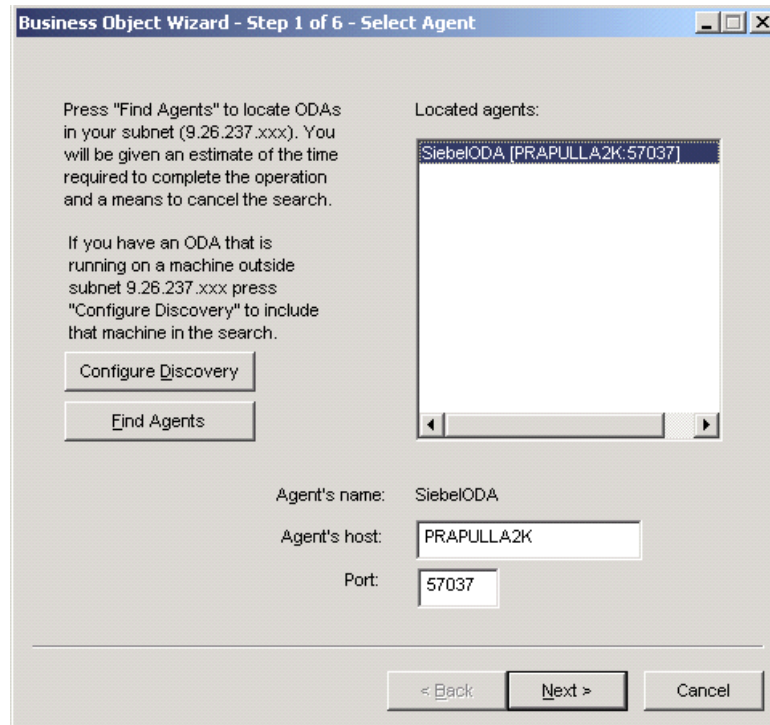 Business Object Wizard - Step 1 of 6 - Select Agent
Press "Find Agents" to locate ODAs
in your subnet (9.26.237.xxx). You
will be given an estimate of the time
required to complete the operation
and a means to cancel the search.
If you have an ODA that is
running on a machine outside
subnet 9.26.237.xxx press
"Configure Discovery" to include
that machine in the search.
Configure Discovery
Find Agents
Located agents:
SiebelODA [PRAPULLA2K:57037]
Agent's name: SiebelODA
Agent's host: PRAPULLA2K
Port: 57037
< Back Next > Cancel